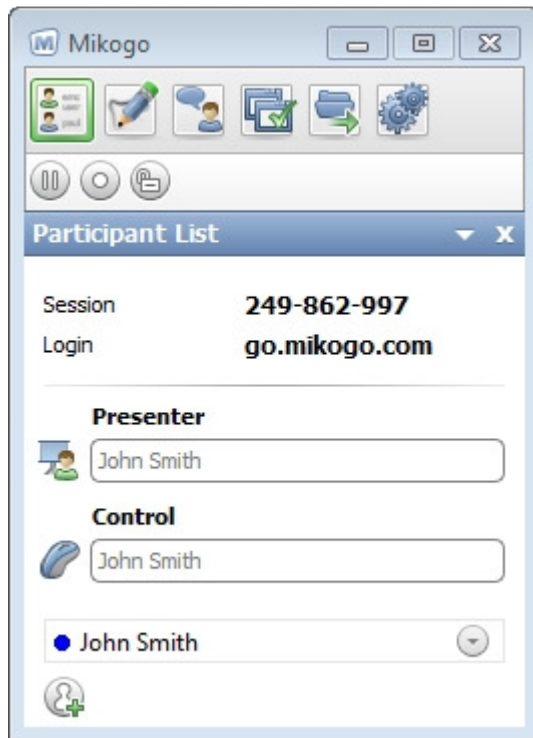 Mikogo
Participant List
Session 249-862-997
Login go.mikogo.com
Presenter
John Smith
Control
John Smith
John Smith